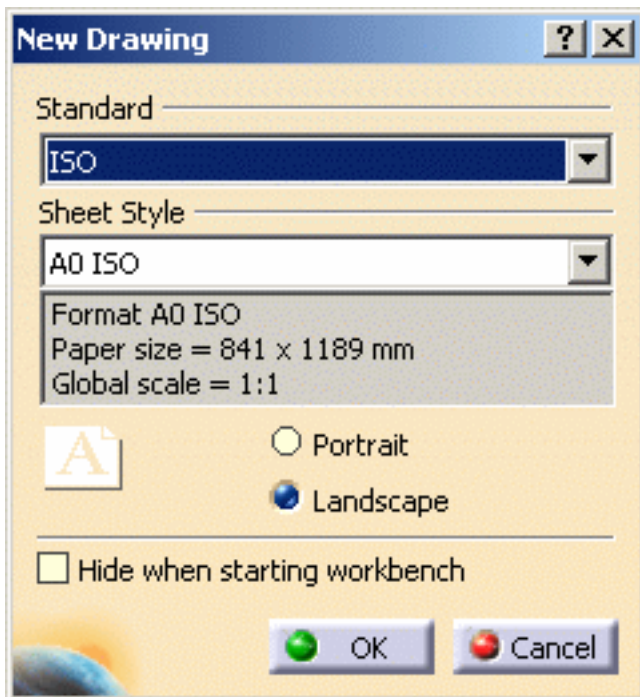 New Drawing
Standard
ISO
Sheet Style
A0 ISO
Format A0 ISO
Paper size = 841 x 1189 mm
Global scale = 1:1
A
Portrait
Landscape
Hide when starting workbench
OK
Cancel